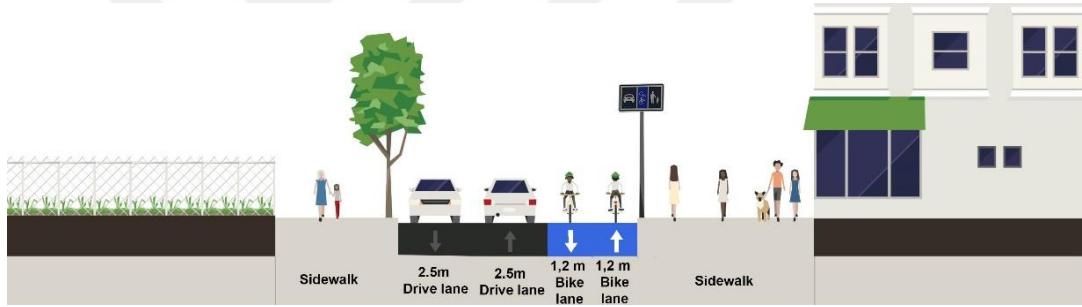 Sidewalk
2.5m
Drive lane
2.5m
Drive lane
1,2 m
Bike
lane
1,2 m
Bike
lane
Sidewalk